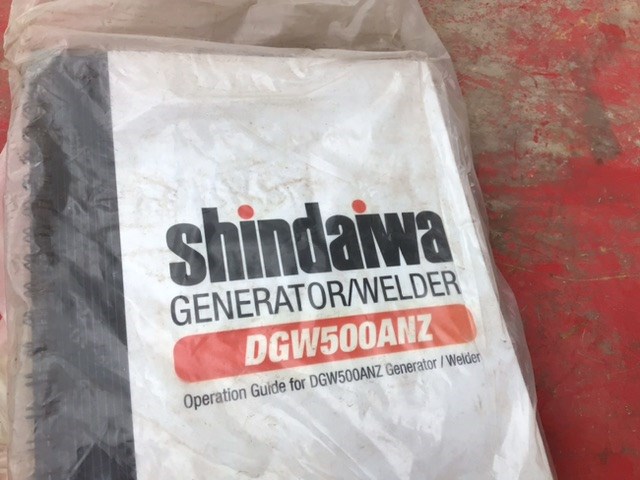 shindaiwa
GENERATOR/WELDER
DGW500ANZ
Operation Guide for DGW500ANZ Generator / Welder